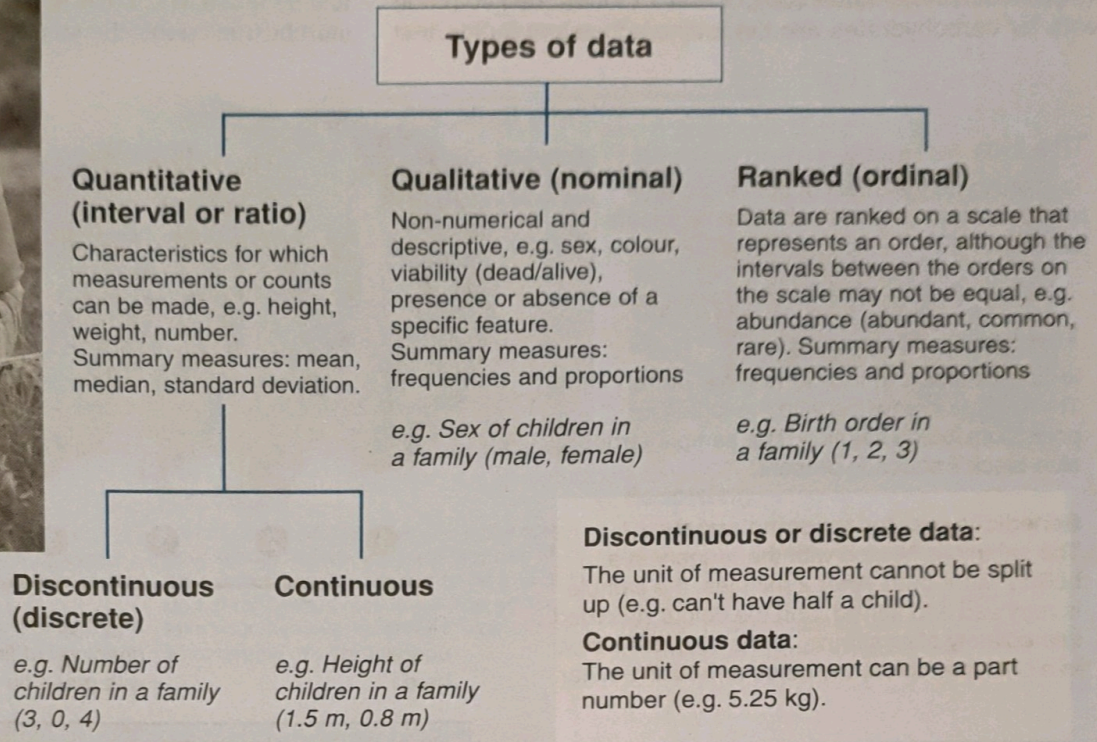 Types of data
Quantitative
(interval or ratio)
Characteristics for which
measurements or counts
can be made, e.g. height,
weight, number.
Summary measures: mean,
median, standard deviation.
Qualitative (nominal)
Non-numerical and
descriptive, e.g. sex, colour,
viability (dead/alive),
presence or absence of a
specific feature.
Summary measures:
frequencies and proportions
e.g. Sex of children in
a family (male, female)
Ranked (ordinal)
Data are ranked on a scale that
represents an order, although the
intervals between the orders on
the scale may not be equal, e.g.
abundance (abundant, common,
rare). Summary measures:
frequencies and proportions
e.g. Birth order in
a family (1, 2, 3)
Discontinuous
(discrete)
e.g. Number of
children in a family
(3, 0, 4)
Continuous
e.g. Height of
children in a family
(1.5 m, 0.8 m)
Discontinuous or discrete data:
The unit of measurement cannot be split
up (e.g. can't have half a child).
Continuous data:
The unit of measurement can be a part
number (e.g. 5.25 kg).